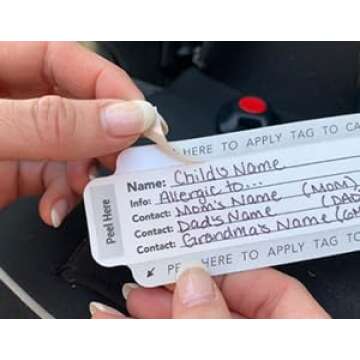 HERE TO APPLY TAG TO CA
Peel Here
Name: Child's Name
Info: Allergic to...
Contact: Mom's Name (Mom)
Contact: Dad's Name (DAD
Contact: Grandma's Name (G
PE HERE TO APPLY TAG TO